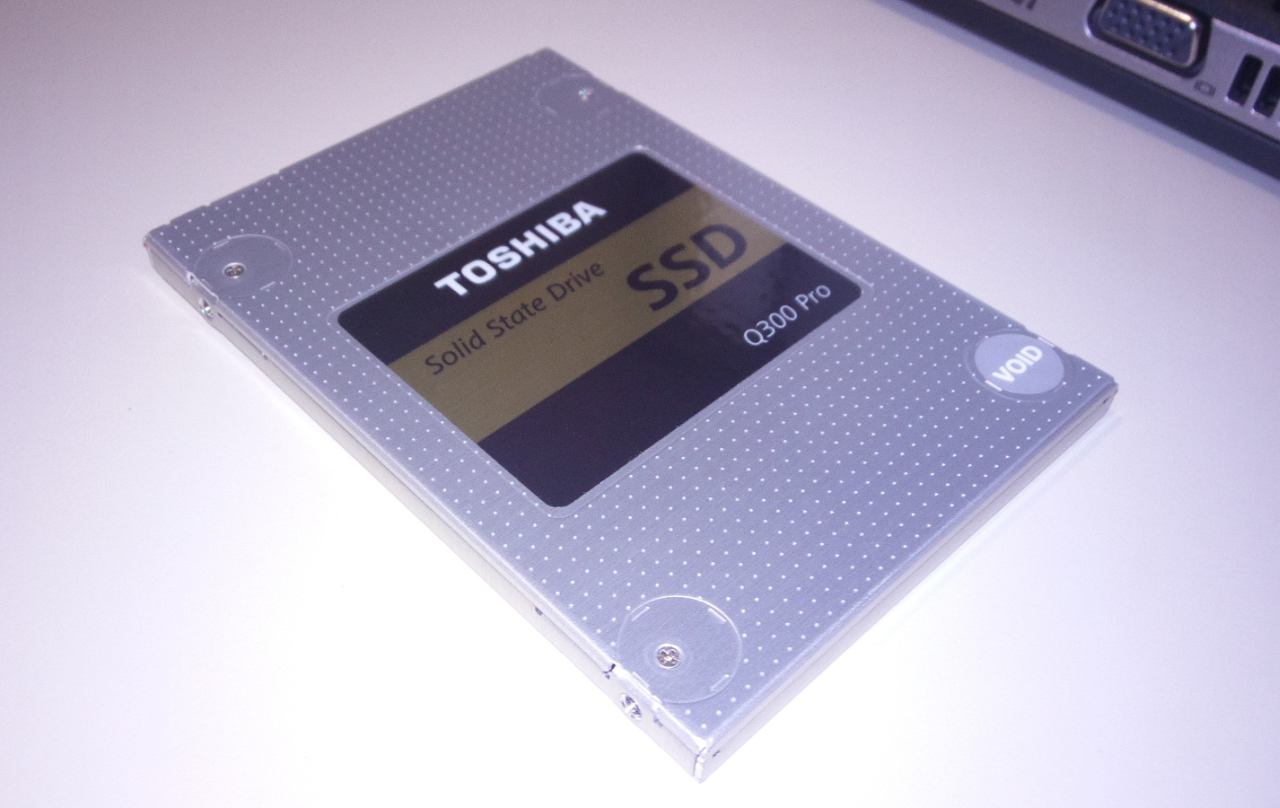 TOSHIBA
Solid State Drive
SSD
Q300 Pro
VOID